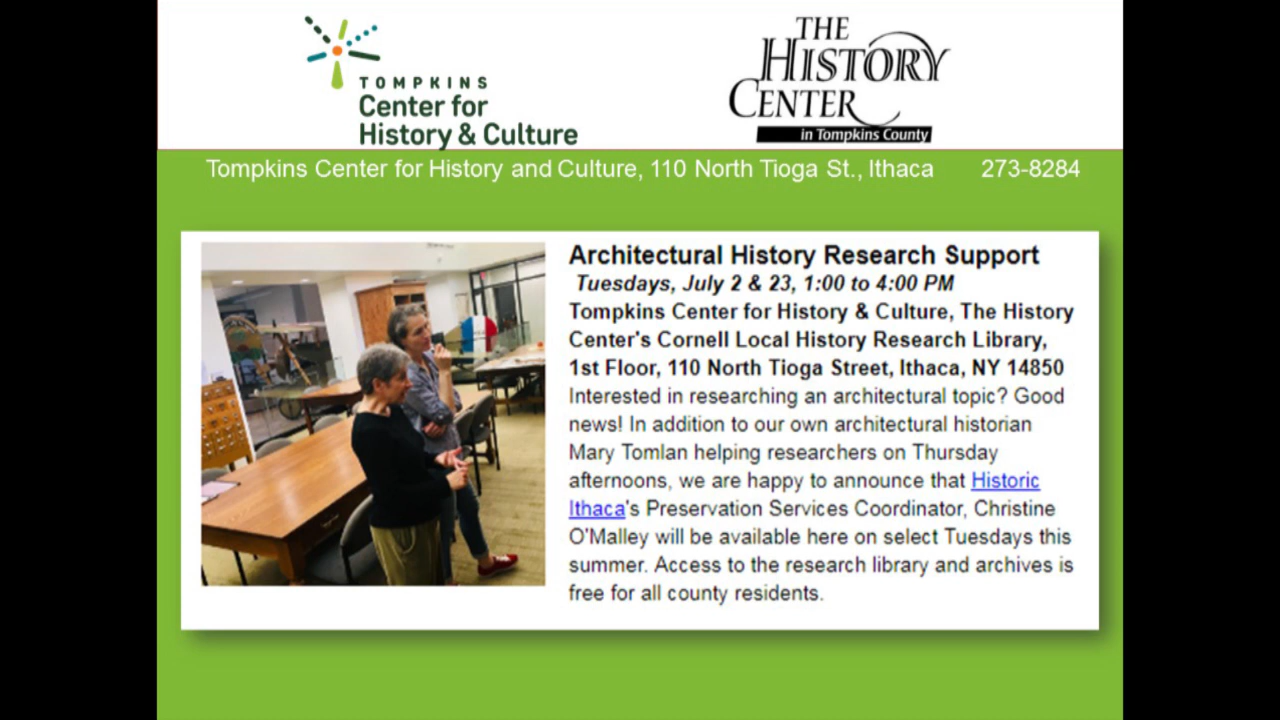 TOMPKINS
Center for
History & Culture
THE
HISTORY
CENTER
in Tompkins County
Tompkins Center for History and Culture, 110 North Tioga St., Ithaca 273-8284
Architectural History Research Support
Tuesdays, July 2 & 23, 1:00 to 4:00 PM
Tompkins Center for History & Culture, The History
Center's Cornell Local History Research Library,
1st Floor, 110 North Tioga Street, Ithaca, NY 14850
Interested in researching an architectural topic? Good
news! In addition to our own architectural historian
Mary Tomlan helping researchers on Thursday
afternoons, we are happy to announce that Historic
Ithaca's Preservation Services Coordinator, Christine
O'Malley will be available here on select Tuesdays this
summer. Access to the research library and archives is
free for all county residents.